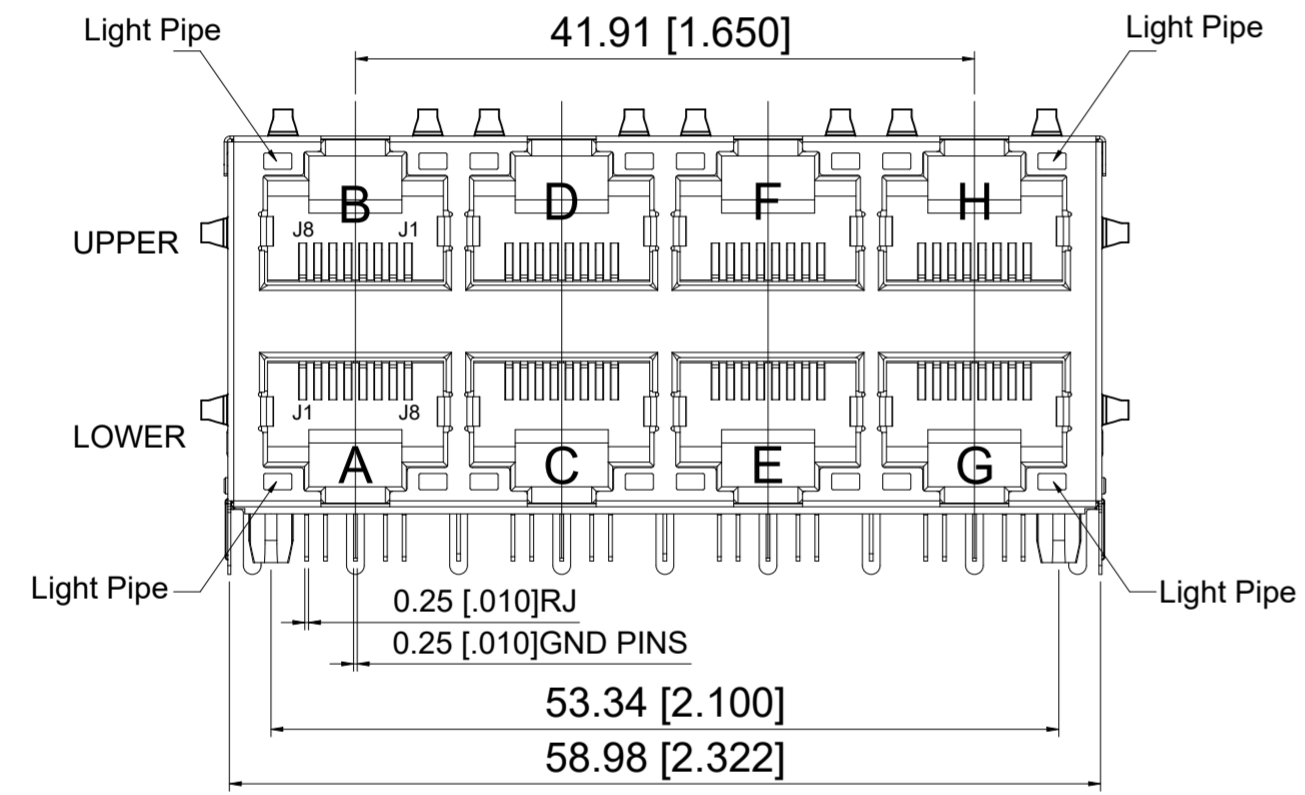 Light Pipe
41.91 [1.650]
Light Pipe
B D F H
J8 J1
UPPER
J1 J8
LOWER
A C E G
Light Pipe
Light Pipe
0.25 [.010]RJ
0.25 [.010]GND PINS
53.34 [2.100]
58.98 [2.322]